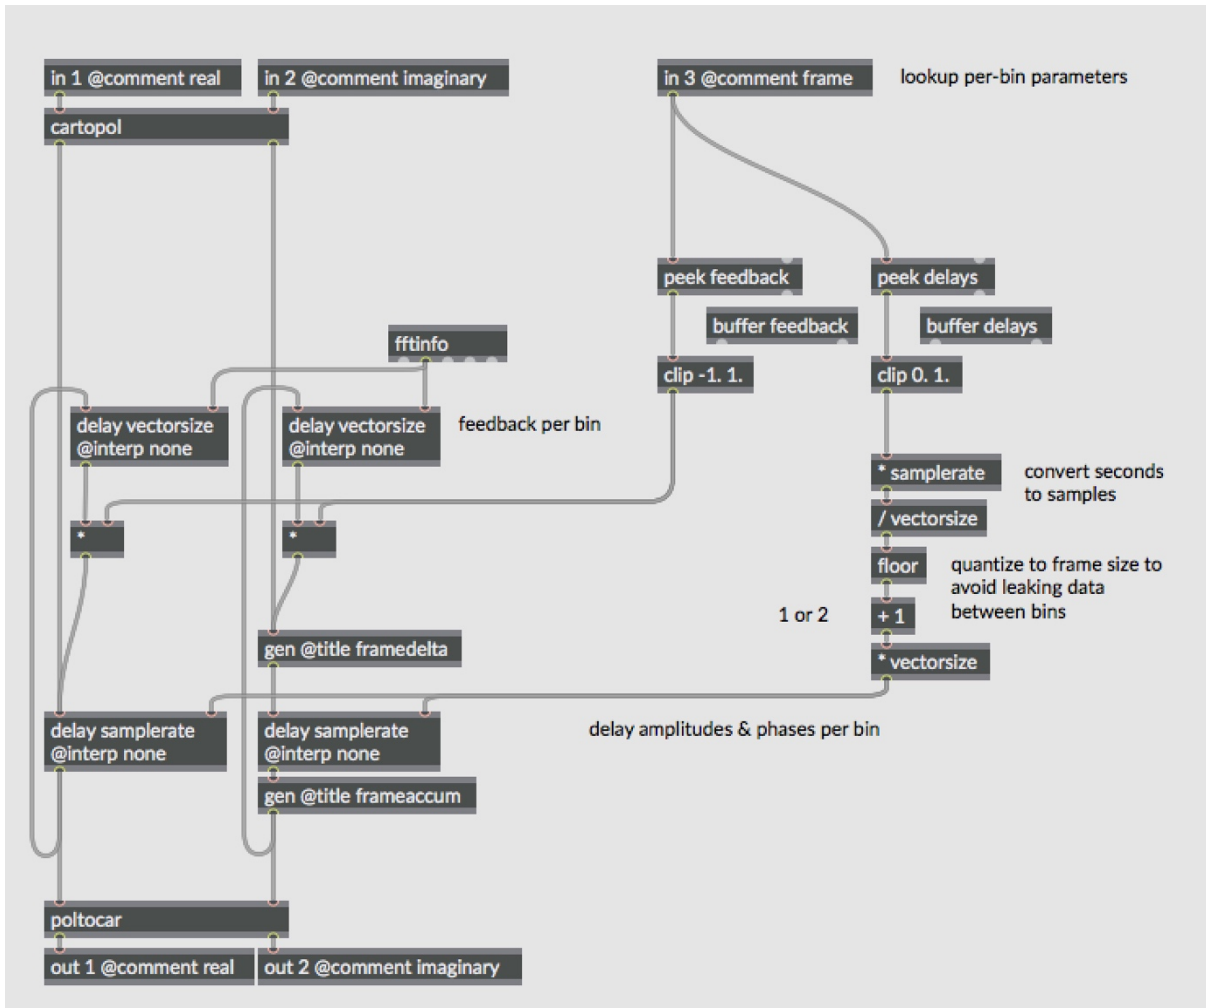 in 1 @comment real
in 2 @comment imaginary
in 3 @comment frame
lookup per-bin parameters
cartopol
peek feedback
peek delays
buffer feedback
buffer delays
fftinfo
clip -1. 1.
clip 0. 1.
delay vectorsize
@interp none
delay vectorsize
@interp none
feedback per bin
* samplerate
convert seconds
to samples
/ vectorsize
*
*
floor
quantize to frame size to
avoid leaking data
between bins
1 or 2
+ 1
gen @title framedelta
* vectorsize
delay samplerate
@interp none
delay samplerate
@interp none
delay amplitudes & phases per bin
gen @title frameaccum
poltocar
out 1 @comment real
out 2 @comment imaginary